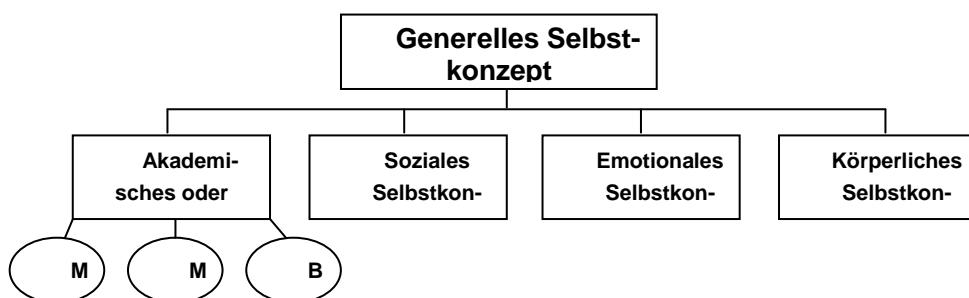 Generelles Selbst-
konzept
Akademi-
sches oder
Soziales
Selbstkon-
Emotionales
Selbstkon-
Körperliches
Selbstkon-
M
M
B